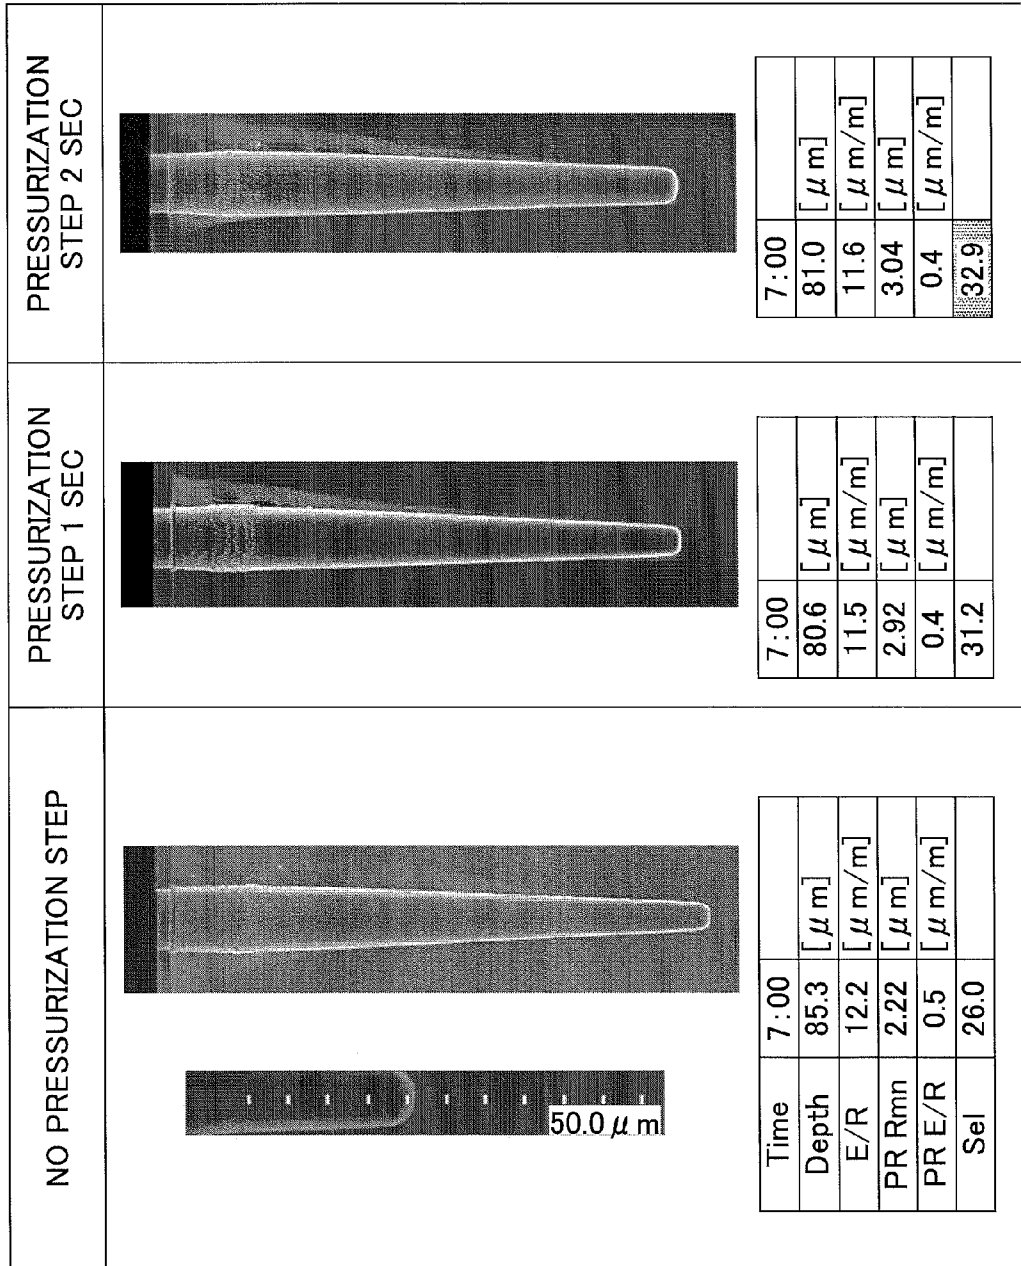 NO PRESSURIZATION STEP
PRESSURIZATION
STEP 1 SEC
PRESSURIZATION
STEP 2 SEC
50.0 μm
Time 7:00
Depth 85.3 [μm]
E/R 12.2 [μm/m]
PR Rmn 2.22 [μm]
PR E/R 0.5 [μm/m]
Sel 26.0
7:00
80.6 [μm]
11.5 [μm/m]
2.92 [μm]
0.4 [μm/m]
31.2
7:00
81.0 [μm]
11.6 [μm/m]
3.04 [μm]
0.4 [μm/m]
32.9